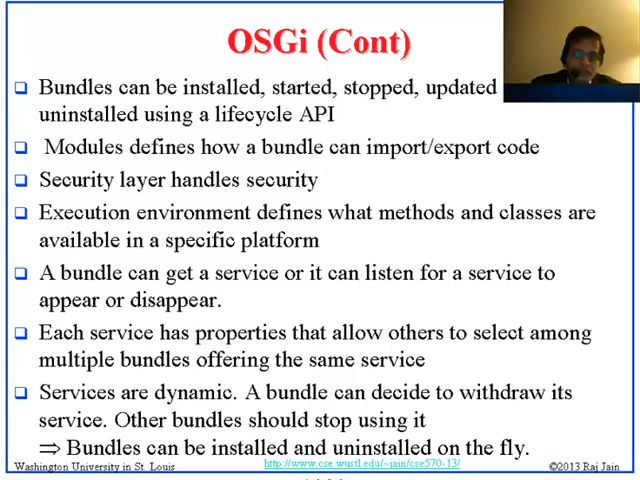 OSGi (Cont)
Bundles can be installed, started, stopped, updated
uninstalled using a lifecycle API
Modules defines how a bundle can import/export code
Security layer handles security
Execution environment defines what methods and classes are
available in a specific platform
A bundle can get a service or it can listen for a service to
appear or disappear.
Each service has properties that allow others to select among
multiple bundles offering the same service
Services are dynamic. A bundle can decide to withdraw its
service. Other bundles should stop using it
⇒ Bundles can be installed and uninstalled on the fly.
Washington University in St. Louis http://www.cse.wustl.edu/~jain/cse570-13/ ©2013 Raj Jain